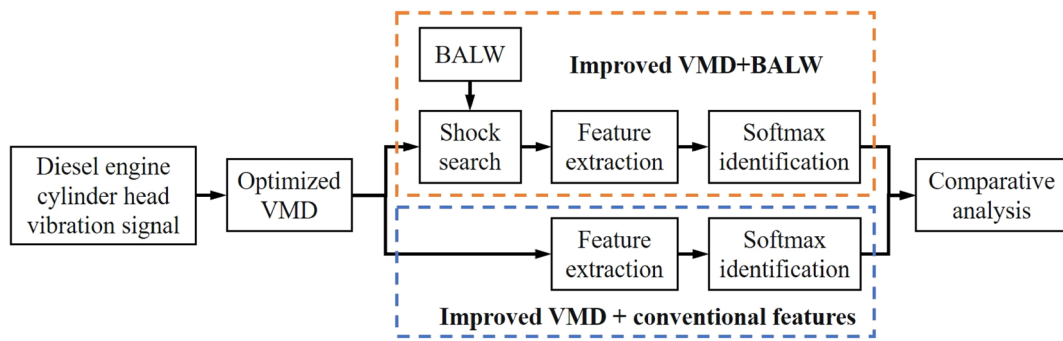 Diesel engine
cylinder head
vibration signal
Optimized
VMD
BALW
Improved VMD+BALW
Shock
search
Feature
extraction
Softmax
identification
Feature
extraction
Softmax
identification
Improved VMD + conventional features
Comparative
analysis